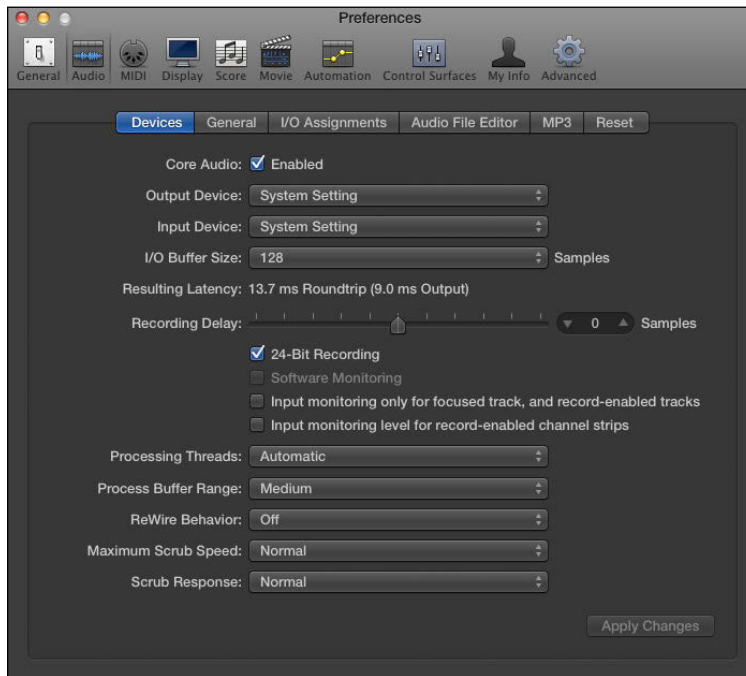 Preferences
General Audio MIDI Display Score Movie Automation Control Surfaces My Info Advanced
Devices General I/O Assignments Audio File Editor MP3 Reset
Core Audio: Enabled
Output Device: System Setting
Input Device: System Setting
I/O Buffer Size: 128 Samples
Resulting Latency: 13.7 ms Roundtrip (9.0 ms Output)
Recording Delay: 0 Samples
24-Bit Recording
Software Monitoring
Input monitoring only for focused track, and record-enabled tracks
Input monitoring level for record-enabled channel strips
Processing Threads: Automatic
Process Buffer Range: Medium
ReWire Behavior: Off
Maximum Scrub Speed: Normal
Scrub Response: Normal
Apply Changes